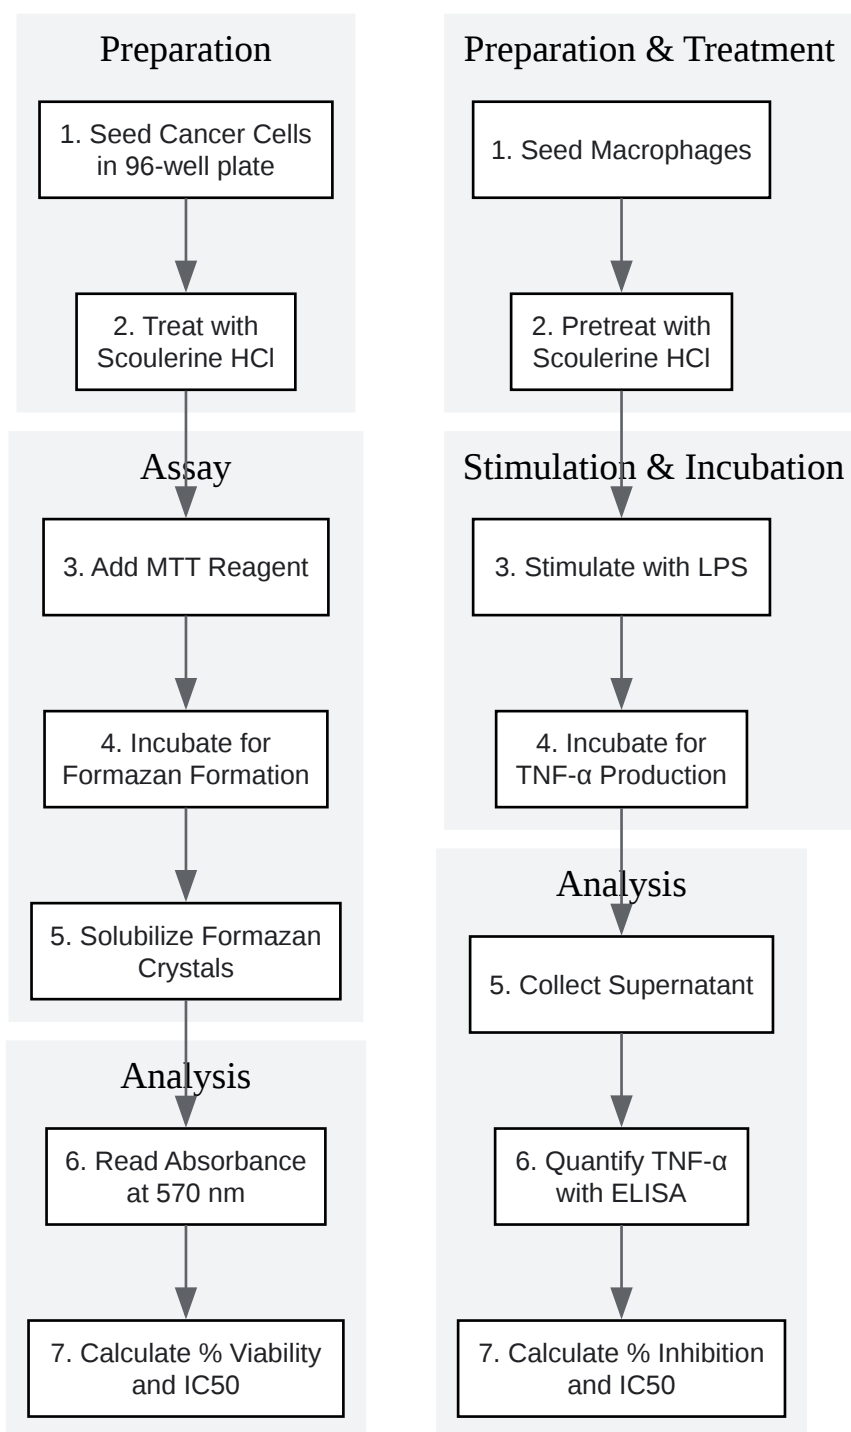 Preparation
1. Seed Cancer Cells
in 96-well plate
2. Treat with
Scoulerine HCl
Assay
3. Add MTT Reagent
4. Incubate for
Formazan Formation
5. Solubilize Formazan
Crystals
Analysis
6. Read Absorbance
at 570 nm
7. Calculate % Viability
and IC50
Preparation & Treatment
1. Seed Macrophages
2. Pretreat with
Scoulerine HCl
Stimulation & Incubation
3. Stimulate with LPS
4. Incubate for
TNF-α Production
Analysis
5. Collect Supernatant
6. Quantify TNF-α
with ELISA
7. Calculate % Inhibition
and IC50